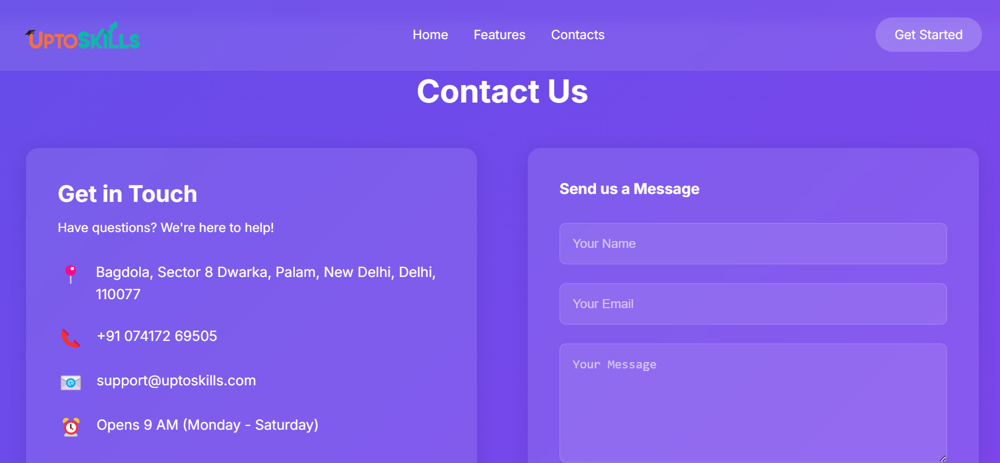 UPTOSKILLS
Home
Features
Contacts
Get Started
Contact Us
Get in Touch
Have questions? We're here to help!
Bagdola, Sector 8 Dwarka, Palam, New Delhi, Delhi,
110077
+91 074172 69505
support@uptoskills.com
Opens 9 AM (Monday - Saturday)
Send us a Message
Your Name
Your Email
Your Message